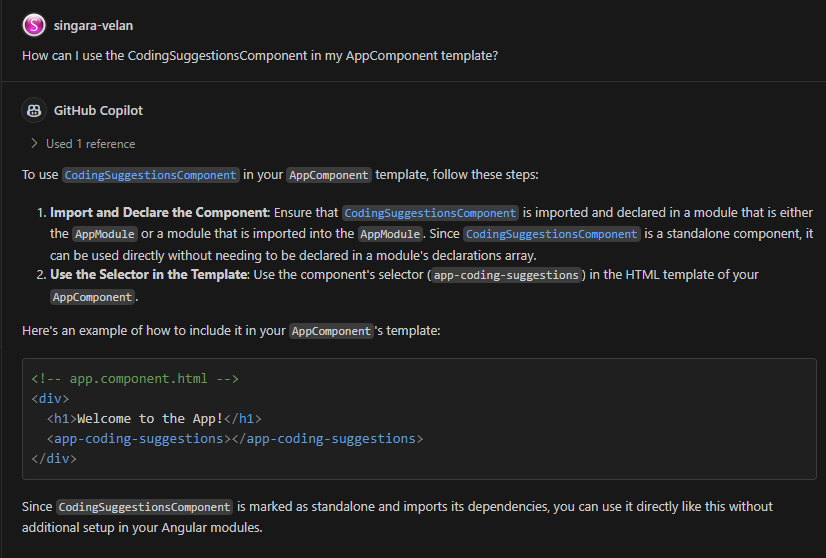 S singara-velan
How can I use the CodingSuggestionsComponent in my AppComponent template?
GitHub Copilot
Used 1 reference
To use CodingSuggestionsComponent in your AppComponent template, follow these steps:
1. Import and Declare the Component: Ensure that CodingSuggestionsComponent is imported and declared in a module that is either
the AppModule or a module that is imported into the AppModule. Since CodingSuggestionsComponent is a standalone component, it
can be used directly without needing to be declared in a module's declarations array.
2. Use the Selector in the Template: Use the component's selector (app-coding-suggestions) in the HTML template of your
AppComponent.
Here's an example of how to include it in your AppComponent's template:
<!-- app.component.html -->
<div>
  <h1>Welcome to the App!</h1>
  <app-coding-suggestions></app-coding-suggestions>
</div>
Since CodingSuggestionsComponent is marked as standalone and imports its dependencies, you can use it directly like this without
additional setup in your Angular modules.